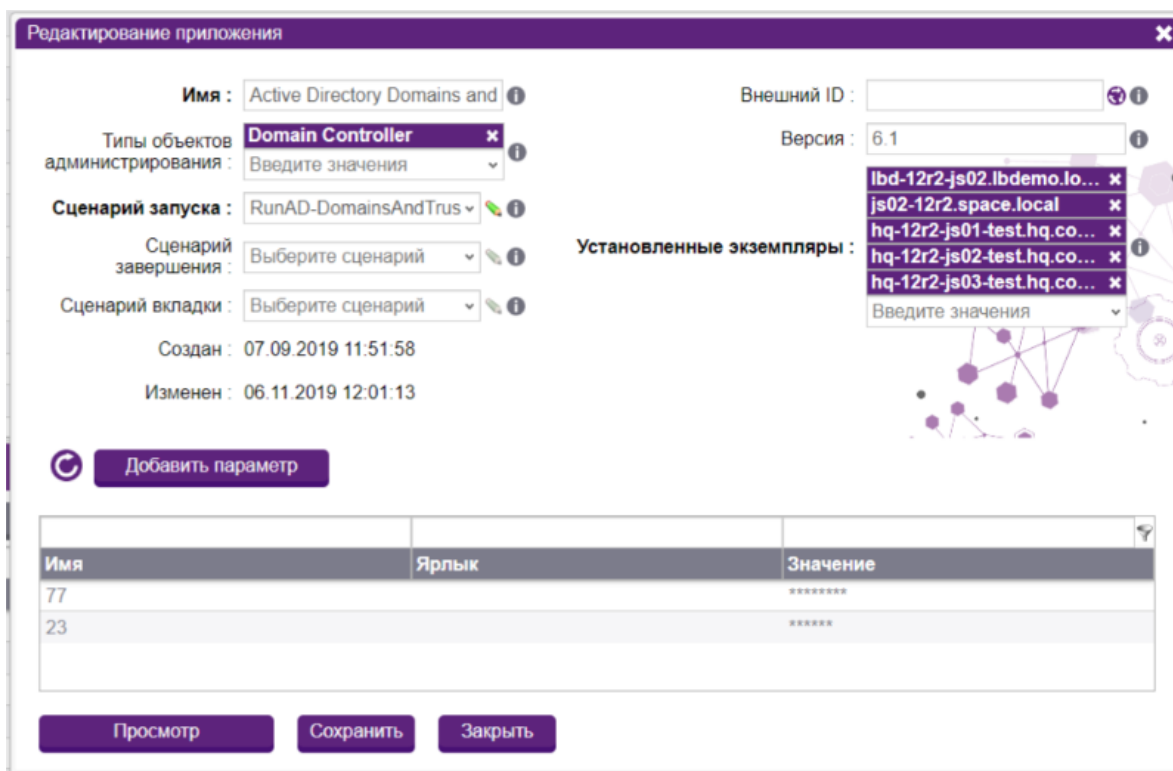 Редактирование приложения
Имя :
Active Directory Domains and
Типы объектов
администрирования :
Domain Controller
Введите значения
Сценарий запуска :
RunAD-DomainsAndTrus
Сценарий
завершения :
Выберите сценарий
Сценарий вкладки :
Выберите сценарий
Создан :
07.09.2019 11:51:58
Изменен :
06.11.2019 12:01:13
Внешний ID :
Версия :
6.1
Установленные экземпляры :
lbd-12r2-js02.lbdemo.lo...
js02-12r2.space.local
hq-12r2-js01-test.hq.co...
hq-12r2-js02-test.hq.co...
hq-12r2-js03-test.hq.co...
Введите значения
Добавить параметр
Имя Ярлык Значение
77 ********
23 ******
Просмотр Сохранить Закрыть